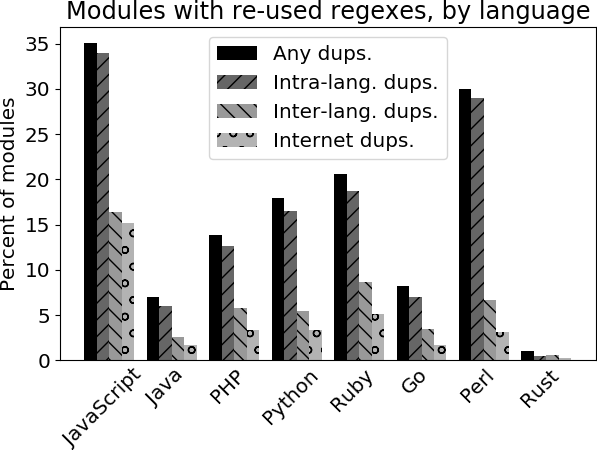 Modules with re-used regexes, by language
Percent of modules
35
30
25
20
15
10
5
0
Any dups.
Intra-lang. dups.
Inter-lang. dups.
Internet dups.
JavaScript
Java
PHP
Python
Ruby
Go
Perl
Rust